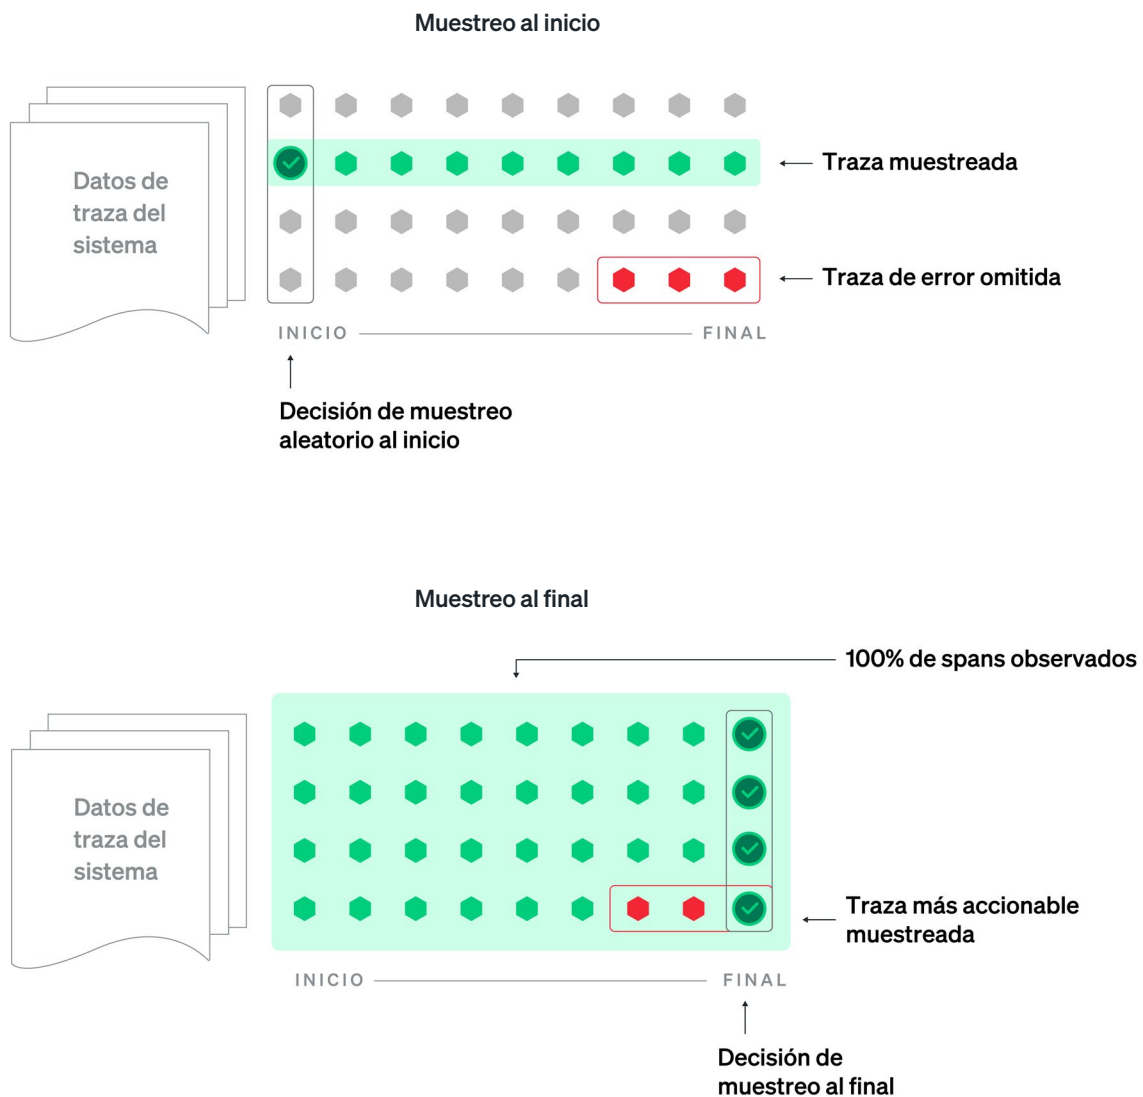 Muestreo al inicio
Datos de
traza del
sistema
Traza muestreada
Traza de error omitida
INICIO
FINAL
Decisión de muestreo
aleatorio al inicio
Muestreo al final
100% de spans observados
Datos de
traza del
sistema
Traza más accionable
muestreada
INICIO
FINAL
Decisión de
muestreo al final